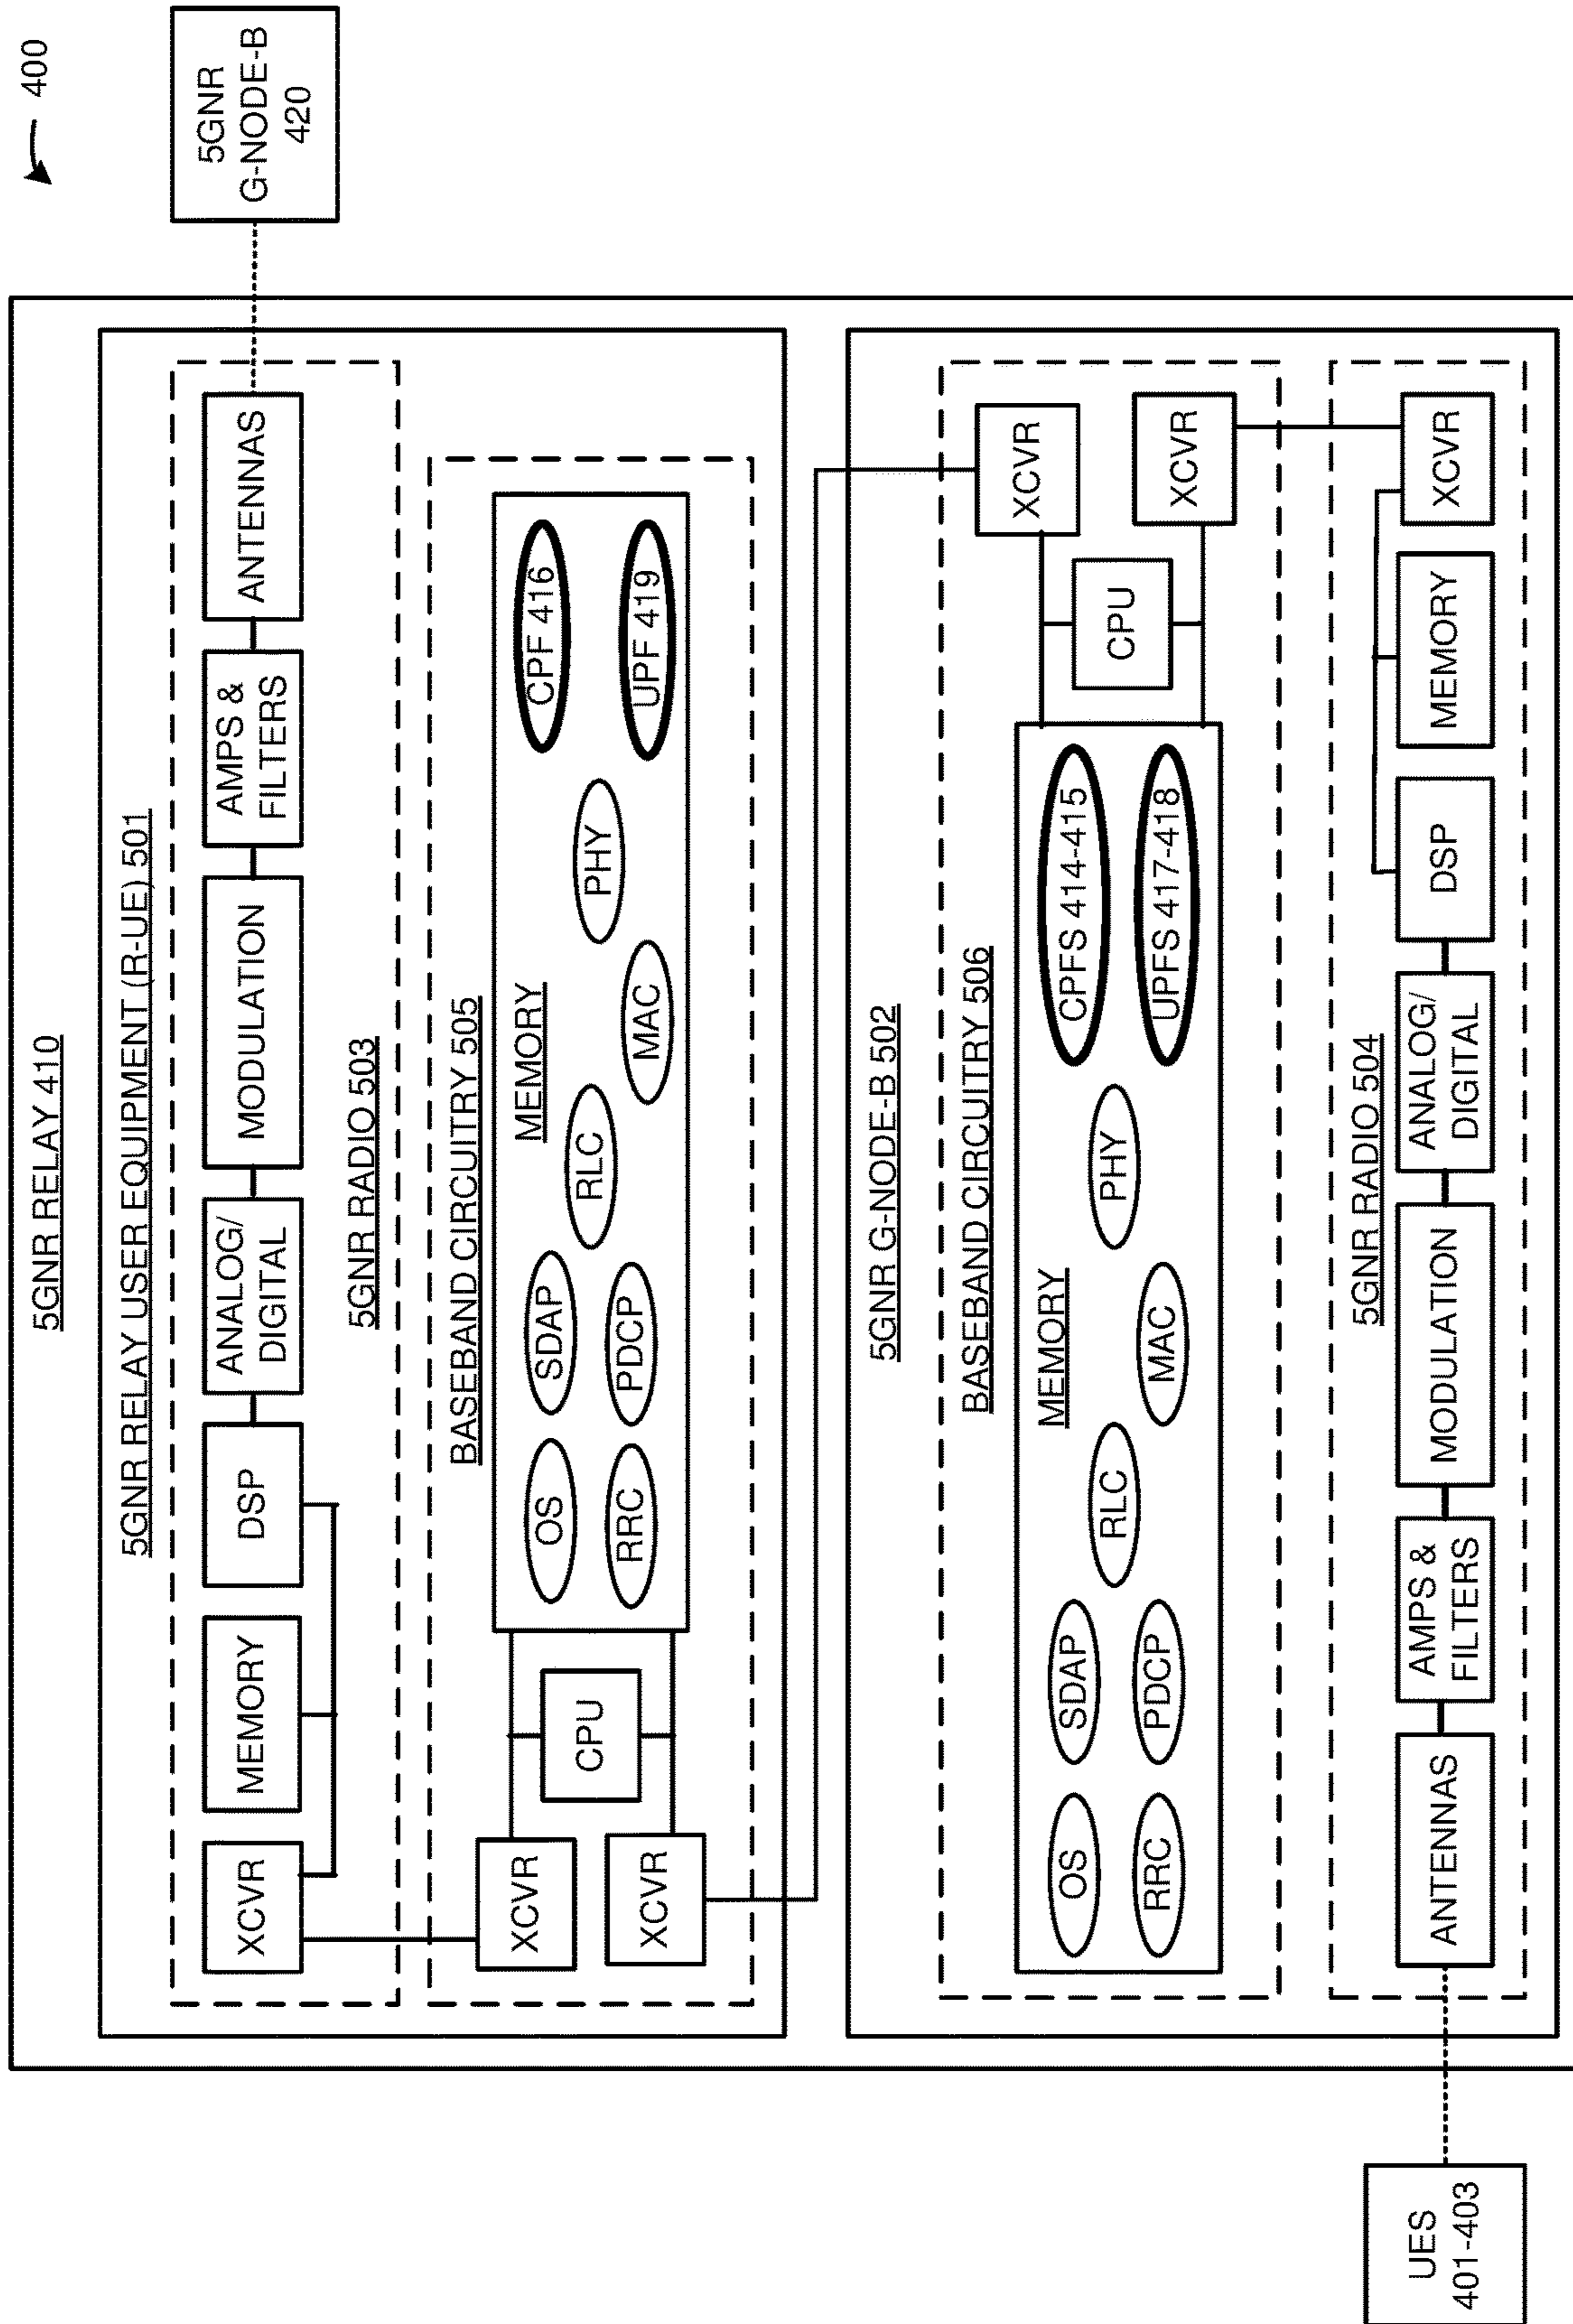 400
5GNR RELAY 410
5GNR RELAY USER EQUIPMENT (R-UE) 501
XCVR
MEMORY
DSP
ANALOG/
DIGITAL
MODULATION
AMPS &
FILTERS
ANTENNAS
5GNR
G-NODE-B
420
5GNR RADIO 503
BASEBAND CIRCUITRY 505
XCVR
XCVR
CPU
MEMORY
OS
RRC
SDAP
PDCP
RLC
MAC
PHY
CPF 416
UPF 419
5GNR G-NODE-B 502
BASEBAND CIRCUITRY 506
MEMORY
OS
RRC
SDAP
PDCP
RLC
MAC
PHY
CPFS 414-415
UPFS 417-418
CPU
XCVR
XCVR
5GNR RADIO 504
UES
401-403
ANTENNAS
AMPS &
FILTERS
MODULATION
ANALOG/
DIGITAL
DSP
MEMORY
XCVR